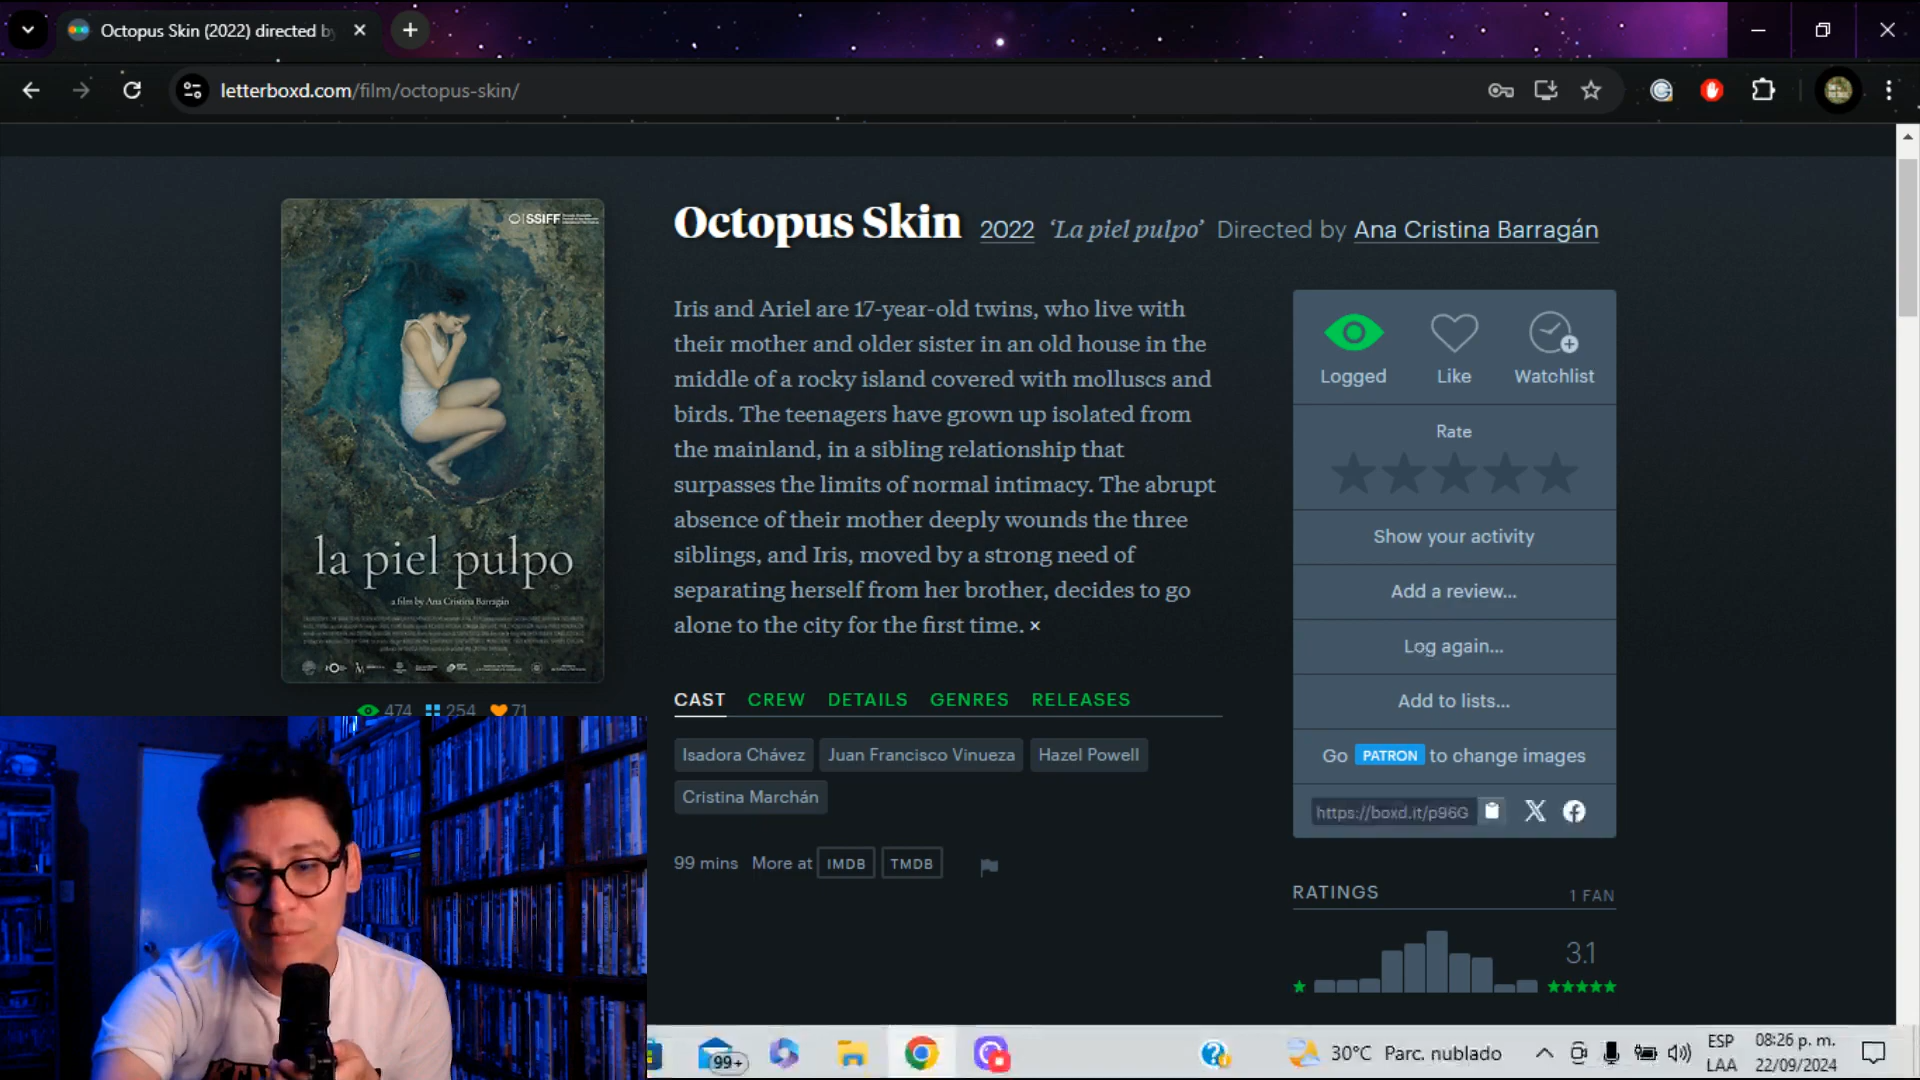 Octopus Skin (2022) directed by
letterboxd.com/film/octopus-skin/
SSIFF
la piel pulpo
a film by Ana Cristina Barragán
474 254 71
Octopus Skin 2022 ‘La piel pulpo’ Directed by Ana Cristina Barragán
Iris and Ariel are 17-year-old twins, who live with
their mother and older sister in an old house in the
middle of a rocky island covered with molluscs and
birds. The teenagers have grown up isolated from
the mainland, in a sibling relationship that
surpasses the limits of normal intimacy. The abrupt
absence of their mother deeply wounds the three
siblings, and Iris, moved by a strong need of
separating herself from her brother, decides to go
alone to the city for the first time. ×
CAST CREW DETAILS GENRES RELEASES
Isadora Chávez Juan Francisco Vinueza Hazel Powell
Cristina Marchán
99 mins More at IMDB TMDB
Logged Like Watchlist
Rate
Show your activity
Add a review...
Log again...
Add to lists...
Go PATRON to change images
https://boxd.it/p96G
RATINGS 1 FAN
3.1
99+
30°C Parc. nublado
ESP
LAA
08:26 p. m.
22/09/2024